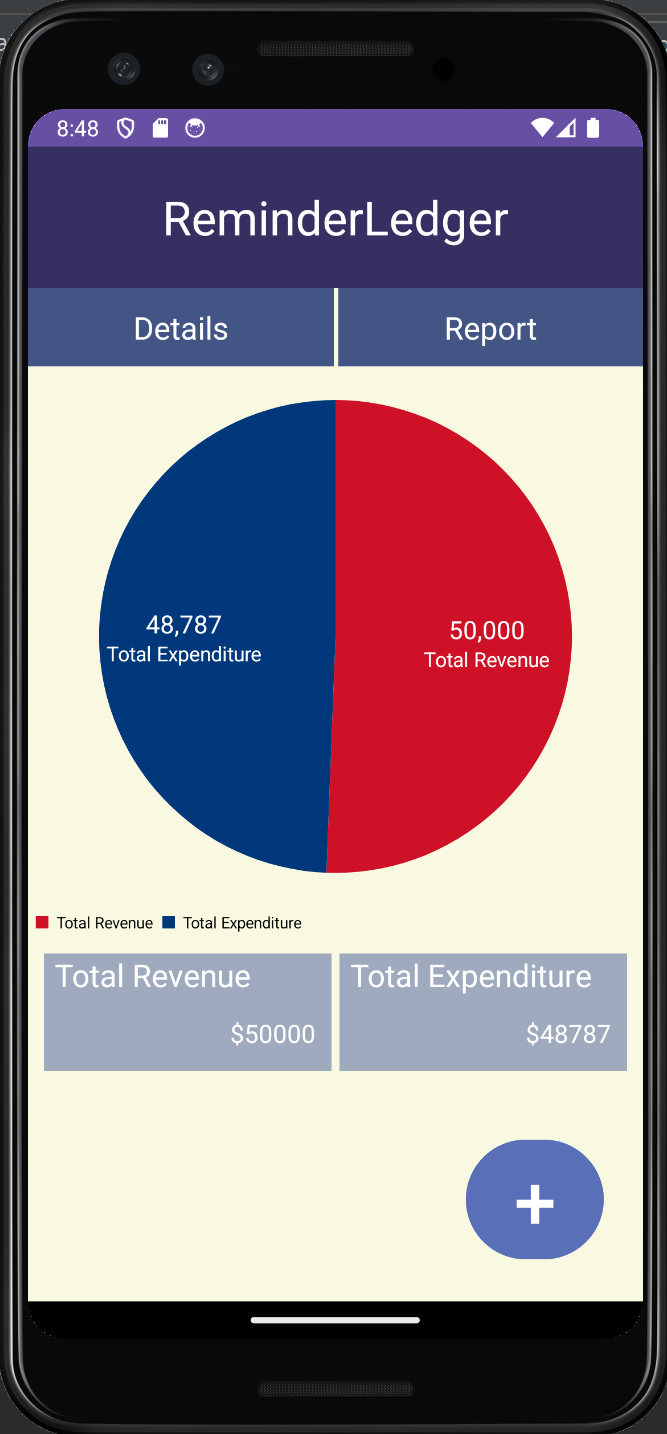 8:48
ReminderLedger
Details
Report
48,787
Total Expenditure
50,000
Total Revenue
Total Revenue
Total Expenditure
Total Revenue
$50000
Total Expenditure
$48787
+